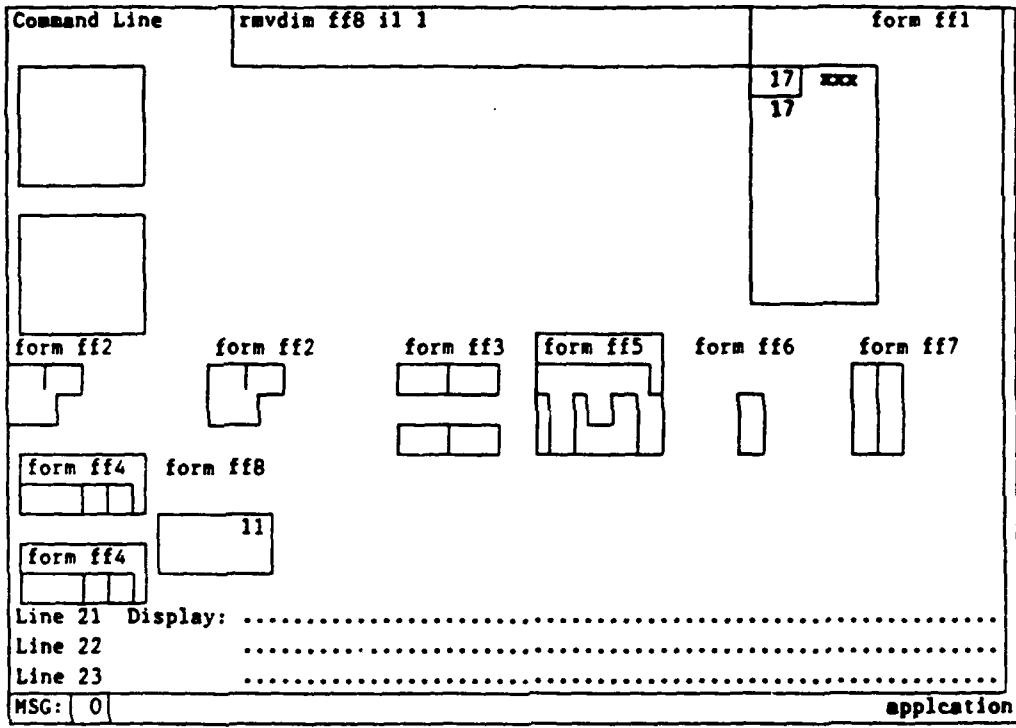 Command Line rmvdim ff8 i1 1 form ff1
17 xxx
17
form ff2 form ff2 form ff3 form ff5 form ff6 form ff7
form ff4 form ff8
11
form ff4
Line 21 Display: ............................................................
Line 22 ............................................................
Line 23 ............................................................
MSG: 0 applcation